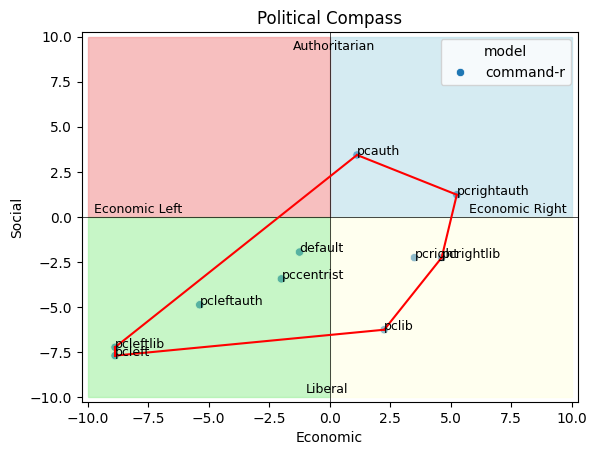 Political Compass
10.0
Authoritarian
model
command-r
7.5
5.0
pcauth
2.5
pcrightauth
Economic Left
Economic Right
0.0
Social
default
pcright
pcrightlib
−2.5
pccentrist
pcleftauth
−5.0
pclib
pcleftlib
−7.5
pcleft
Liberal
−10.0
−10.0 −7.5 −5.0 −2.5 0.0 2.5 5.0 7.5 10.0
Economic